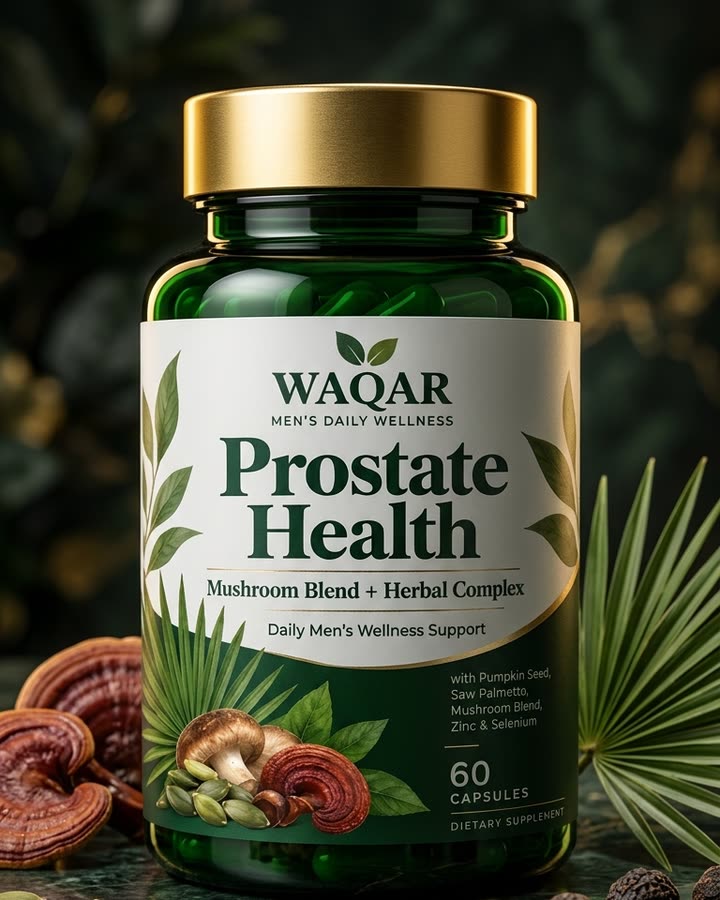 WAQAR
MEN'S DAILY WELLNESS
Prostate
Health
Mushroom Blend + Herbal Complex
Daily Men's Wellness Support
with Pumpkin Seed,
Saw Palmetto,
Mushroom Blend,
Zinc & Selenium
60
CAPSULES
DIETARY SUPPLEMENT